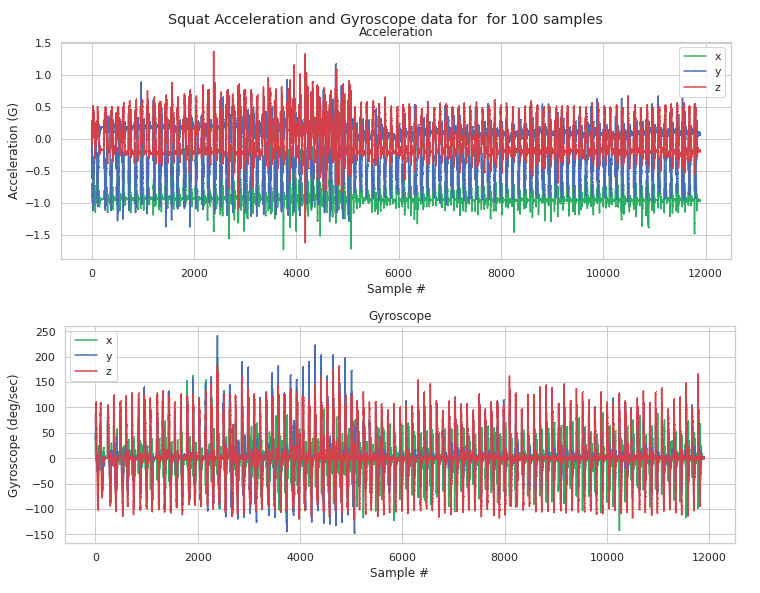 Squat Acceleration and Gyroscope data for  for 100 samples
Acceleration
1.5
1.0
0.5
0.0
−0.5
−1.0
−1.5
Acceleration (G)
x
y
z
0 2000 4000 6000 8000 10000 12000
Sample #
Gyroscope
250
200
150
100
50
0
−50
−100
−150
Gyroscope (deg/sec)
x
y
z
0 2000 4000 6000 8000 10000 12000
Sample #